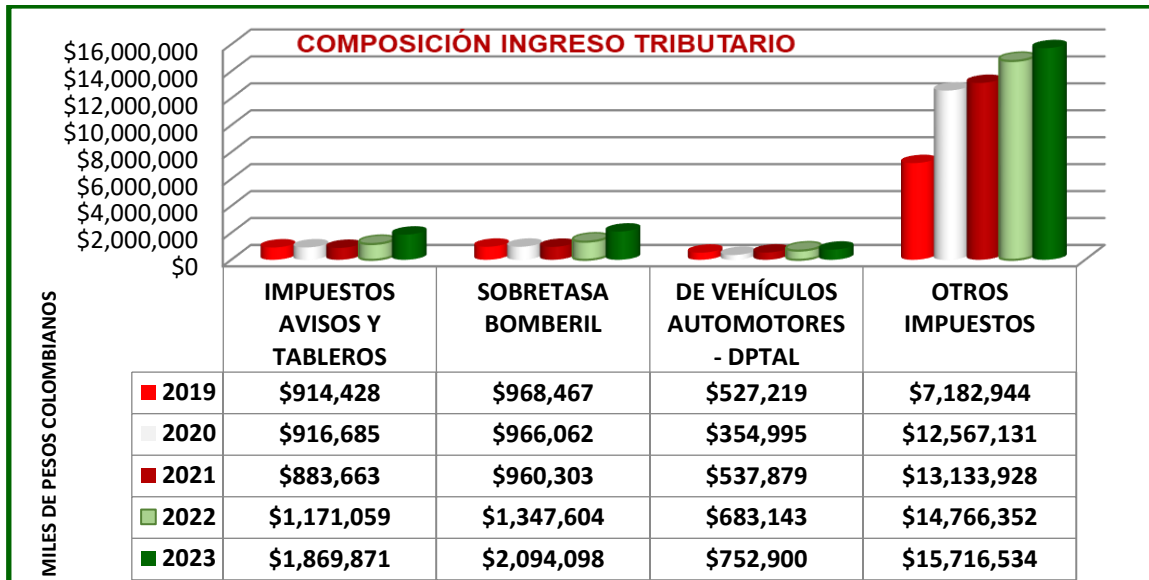 COMPOSICIÓN INGRESO TRIBUTARIO
$16,000,000
$14,000,000
$12,000,000
$10,000,000
$8,000,000
$6,000,000
$4,000,000
$2,000,000
$0
MILES DE PESOS COLOMBIANOS
IMPUESTOS
AVISOS Y
TABLEROS
SOBRETASA
BOMBERIL
DE VEHÍCULOS
AUTOMOTORES
- DPTAL
OTROS
IMPUESTOS
2019 $914,428 $968,467 $527,219 $7,182,944
2020 $916,685 $966,062 $354,995 $12,567,131
2021 $883,663 $960,303 $537,879 $13,133,928
2022 $1,171,059 $1,347,604 $683,143 $14,766,352
2023 $1,869,871 $2,094,098 $752,900 $15,716,534